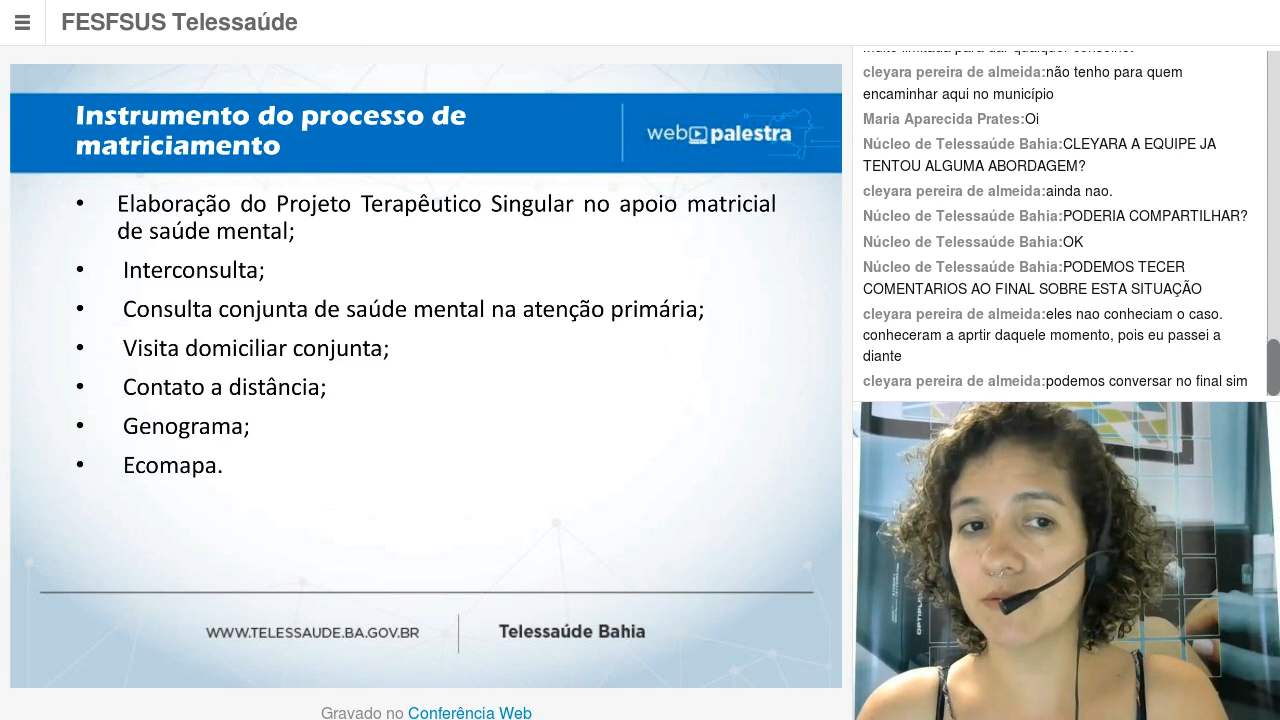 FESFSUS Telessaúde
Instrumento do processo de
matriciamento
web palestra
• Elaboração do Projeto Terapêutico Singular no apoio matricial
de saúde mental;
• Interconsulta;
• Consulta conjunta de saúde mental na atenção primária;
• Visita domiciliar conjunta;
• Contato a distância;
• Genograma;
• Ecomapa.
WWW.TELESSAUDE.BA.GOV.BR
Telessaúde Bahia
Gravado no Conferência Web
cleyara pereira de almeida:não tenho para quem
encaminhar aqui no município
Maria Aparecida Prates:Oi
Núcleo de Telessaúde Bahia:CLEYARA A EQUIPE JA
TENTOU ALGUMA ABORDAGEM?
cleyara pereira de almeida:ainda nao.
Núcleo de Telessaúde Bahia:PODERIA COMPARTILHAR?
Núcleo de Telessaúde Bahia:OK
Núcleo de Telessaúde Bahia:PODEMOS TECER
COMENTARIOS AO FINAL SOBRE ESTA SITUAÇÃO
cleyara pereira de almeida:eles nao conheciam o caso.
conheceram a aprtir daquele momento, pois eu passei a
diante
cleyara pereira de almeida:podemos conversar no final sim